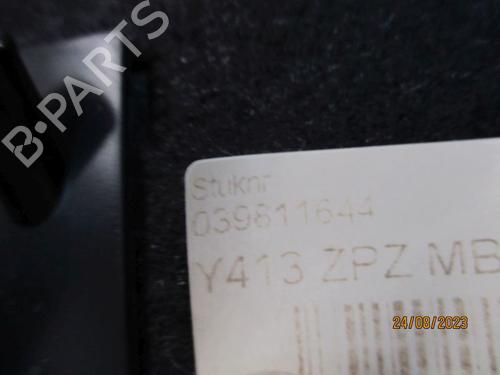 B-PARTS
Stuknr
039811644
Y413 ZPZ MB
24/08/2023